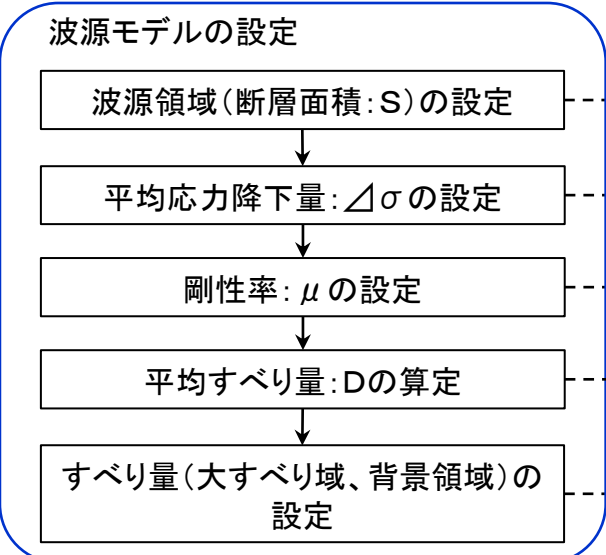 波源モデルの設定
波源領域（断層面積：S）の設定
平均応力降下量：⊿σの設定
剛性率：μの設定
平均すべり量：Dの算定
すべり量（大すべり域、背景領域）の
設定